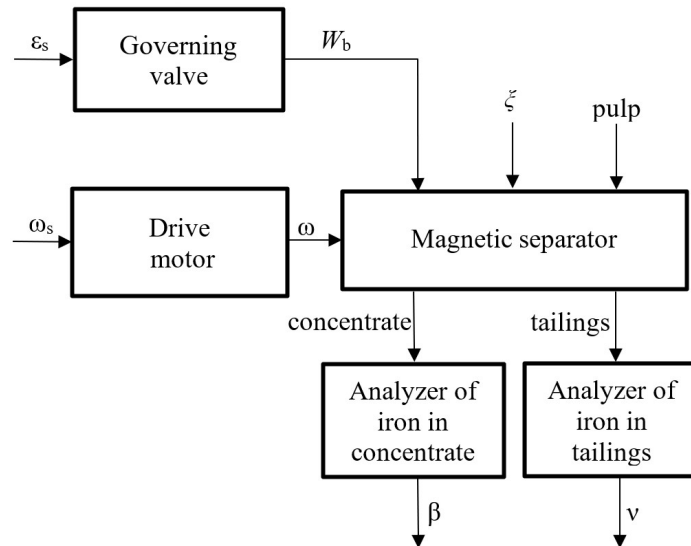 εs
Governing
valve
Wb
ξ
pulp
ωs
Drive
motor
ω
Magnetic separator
concentrate
tailings
Analyzer of
iron in
concentrate
Analyzer of
iron in
tailings
β
ν